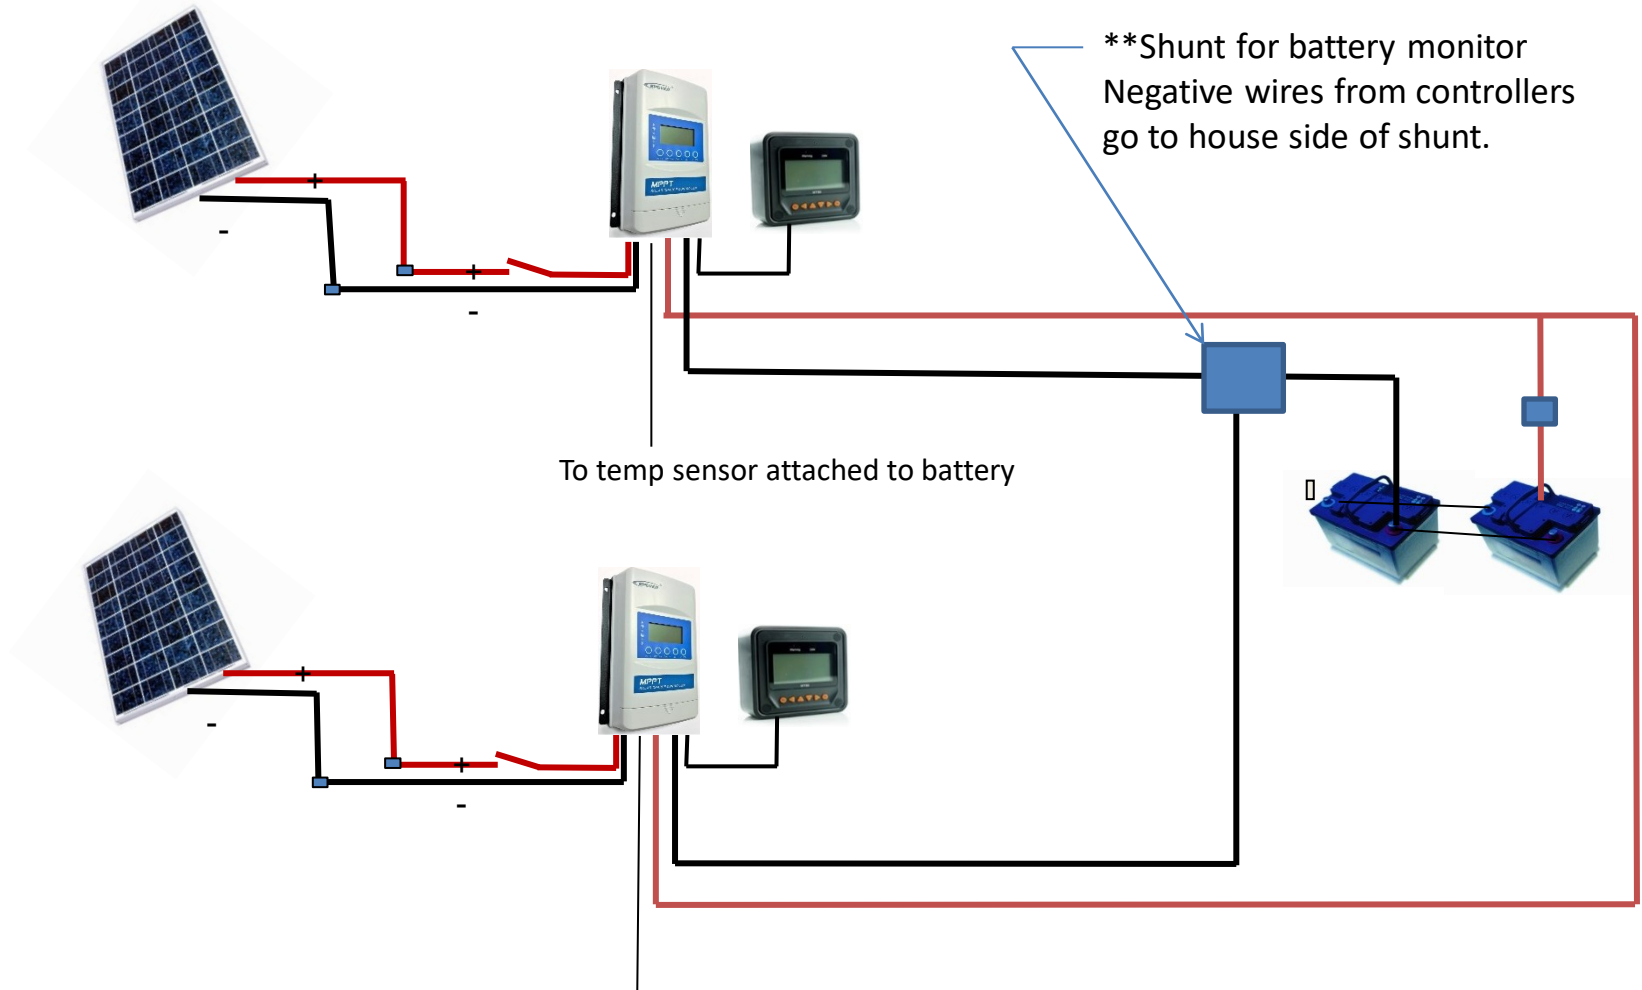 **Shunt for battery monitor
Negative wires from controllers
go to house side of shunt.
MPPT
+
-
+
-
To temp sensor attached to battery
MPPT
+
-
+
-